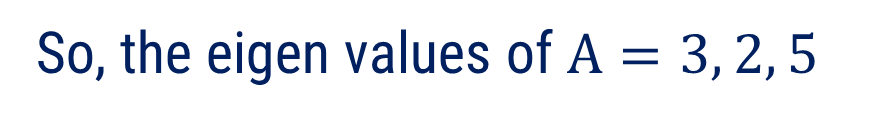 So, the eigen values of A = 3, 2, 5